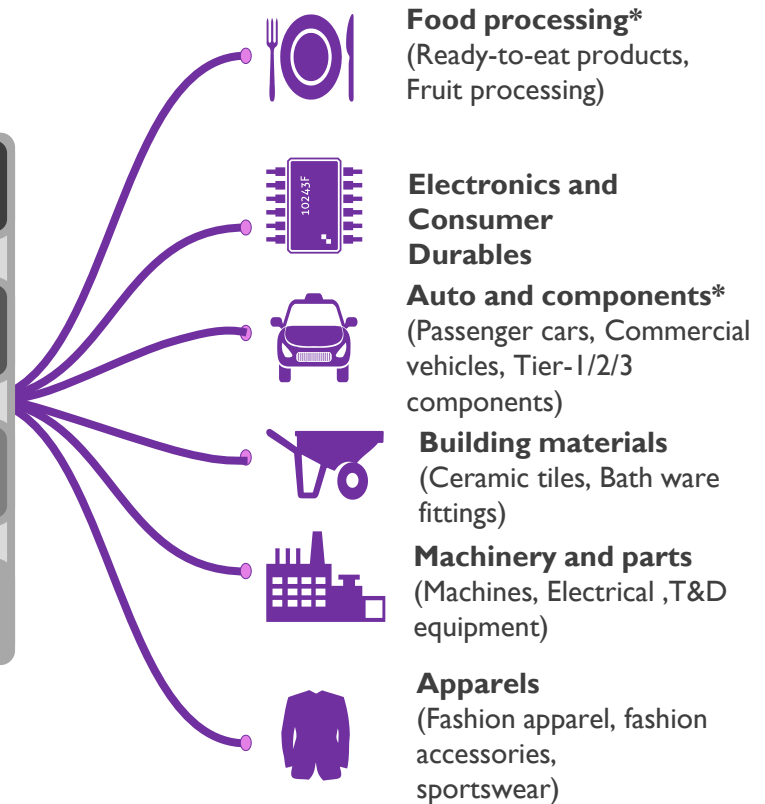 Food processing*
(Ready-to-eat products,
Fruit processing)
10243F
Electronics and
Consumer
Durables
Auto and components*
(Passenger cars, Commercial
vehicles, Tier-1/2/3
components)
Building materials
(Ceramic tiles, Bath ware
fittings)
Machinery and parts
(Machines, Electrical ,T&D
equipment)
Apparels
(Fashion apparel, fashion
accessories,
sportswear)